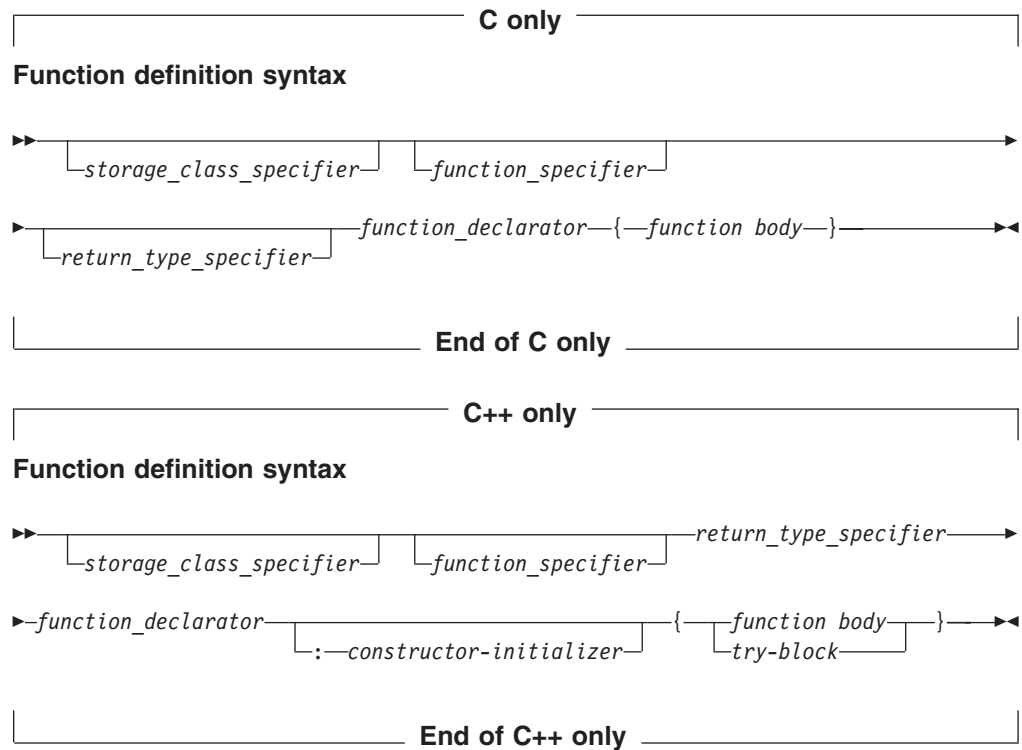 C only
Function definition syntax
storage_class_specifier function_specifier
function_declarator { function body }
return_type_specifier
End of C only
C++ only
Function definition syntax
return_type_specifier
storage_class_specifier function_specifier
function_declarator { function body }
: constructor-initializer try-block
End of C++ only